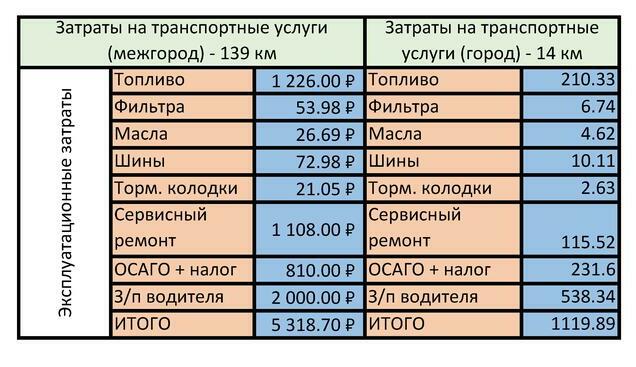 Затраты на транспортные услуги
(межгород) - 139 км
Затраты на транспортные
услуги (город) - 14 км
Эксплуатационные затраты
Топливо 1 226.00 ₽ Топливо 210.33
Фильтра 53.98 ₽ Фильтра 6.74
Масла 26.69 ₽ Масла 4.62
Шины 72.98 ₽ Шины 10.11
Торм. колодки 21.05 ₽ Торм. колодки 2.63
Сервисный
ремонт 1 108.00 ₽
Сервисный
ремонт 115.52
ОСАГО + налог 810.00 ₽ ОСАГО + налог 231.6
З/п водителя 2 000.00 ₽ З/п водителя 538.34
ИТОГО 5 318.70 ₽ ИТОГО 1119.89